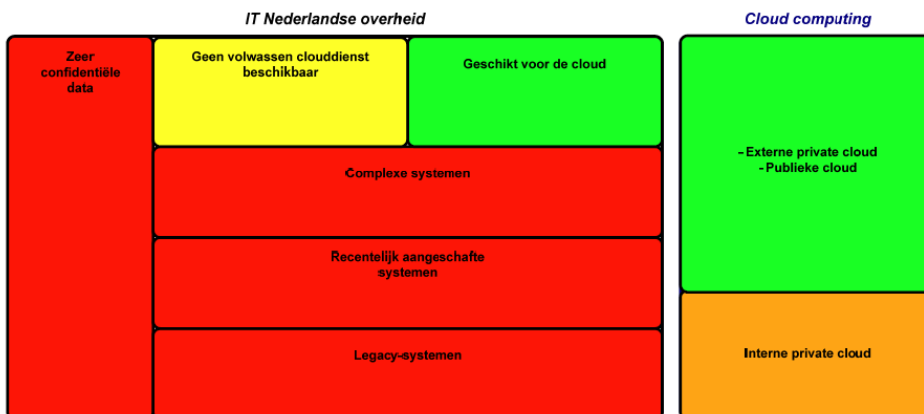 IT Nederlandse overheid
Cloud computing
Zeer
confidentiële
data
Geen volwassen clouddienst
beschikbaar
Geschikt voor de cloud
Complexe systemen
Recentelijk aangeschafte
systemen
Legacy-systemen
-Externe private cloud
-Publieke cloud
Interne private cloud